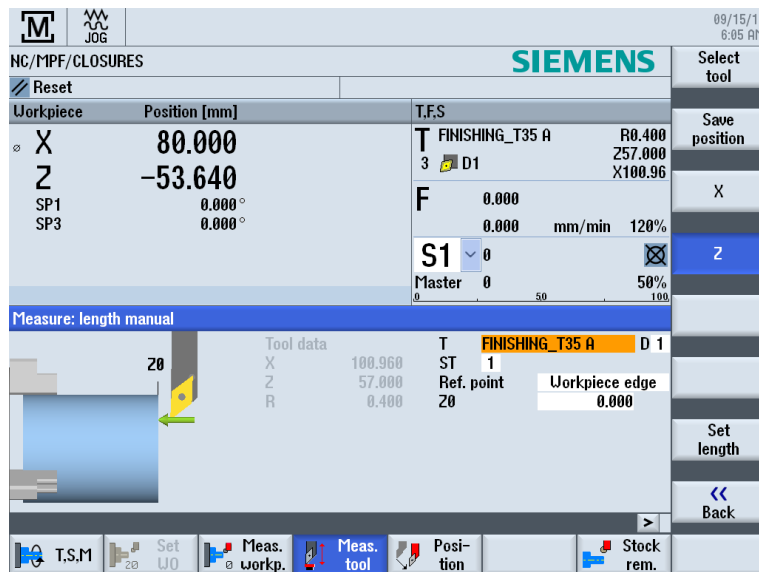 M JOG 09/15/1
6:05 AM
NC/MPF/CLOSURES SIEMENS
Reset
Workpiece Position [mm]
ø X 80.000
Z -53.640
SP1 0.000°
SP3 0.000°
T,F,S
T FINISHING_T35 A R0.400
3 D1 Z57.000
X100.96
F 0.000
0.000 mm/min 120%
S1 0
Master 0 50%
0 50 100
Measure: length manual
Z0
Tool data
X 100.960
Z 57.000
R 0.400
T FINISHING_T35 A D 1
ST 1
Ref. point Workpiece edge
Z0 0.000
>
Select
tool
Save
position
X
Z
Set
length
«
Back
T,S,M
Z0 Set
WO
Meas.
ø workp.
Meas.
tool
Posi-
tion
Stock
rem.